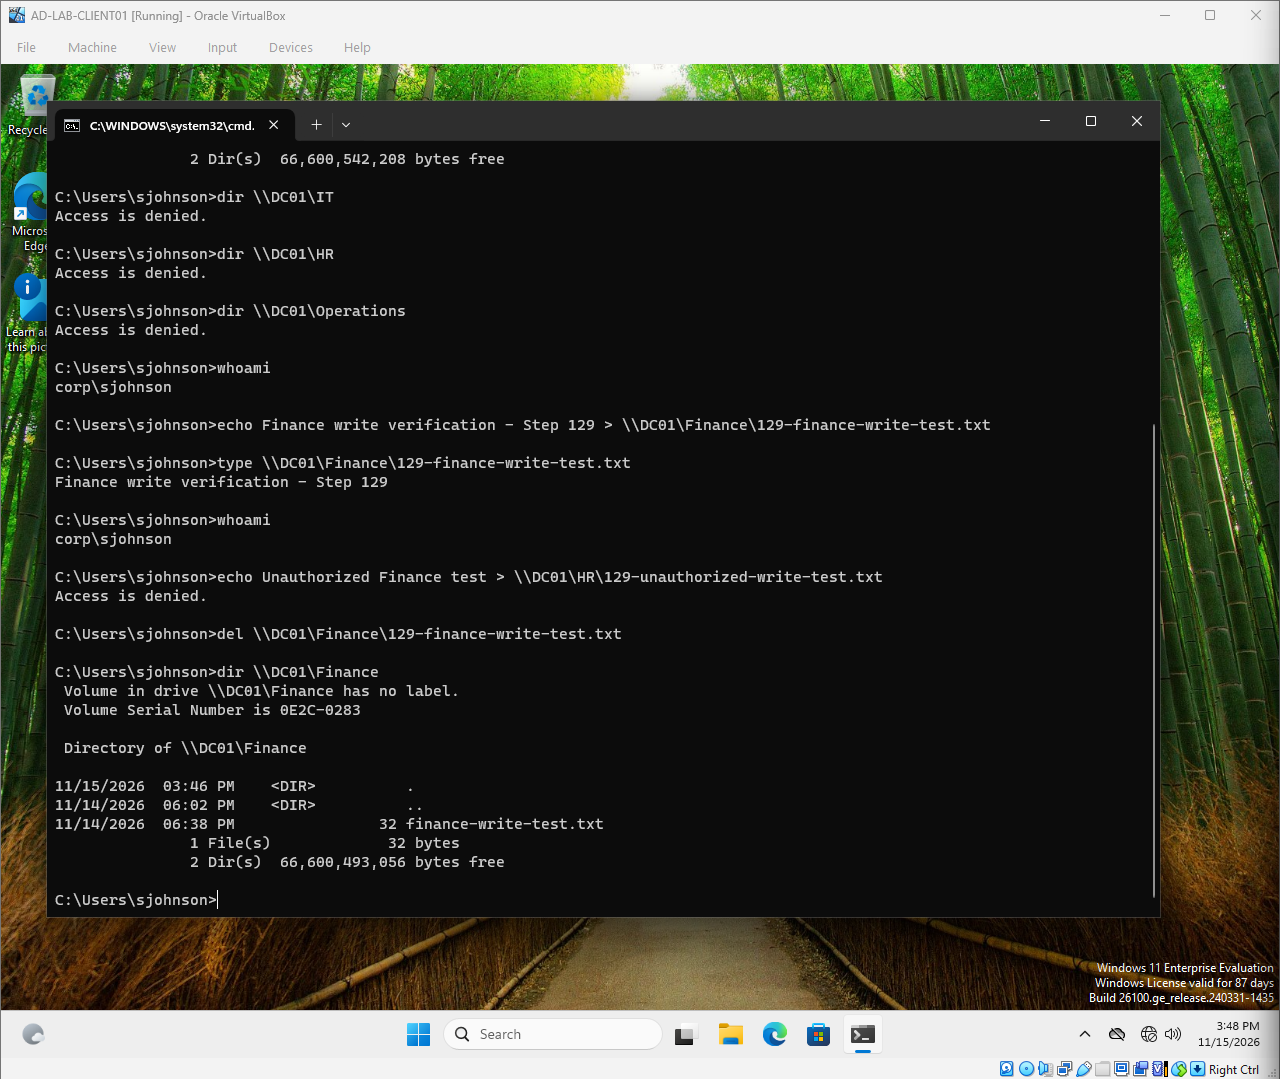 AD-LAB-CLIENT01 [Running] - Oracle VirtualBox
File Machine View Input Devices Help
C:\WINDOWS\system32\cmd.
2 Dir(s)  66,600,542,208 bytes free
C:\Users\sjohnson>dir \\DC01\IT
Access is denied.
C:\Users\sjohnson>dir \\DC01\HR
Access is denied.
C:\Users\sjohnson>dir \\DC01\Operations
Access is denied.
C:\Users\sjohnson>whoami
corp\sjohnson
C:\Users\sjohnson>echo Finance write verification - Step 129 > \\DC01\Finance\129-finance-write-test.txt
C:\Users\sjohnson>type \\DC01\Finance\129-finance-write-test.txt
Finance write verification - Step 129
C:\Users\sjohnson>whoami
corp\sjohnson
C:\Users\sjohnson>echo Unauthorized Finance test > \\DC01\HR\129-unauthorized-write-test.txt
Access is denied.
C:\Users\sjohnson>del \\DC01\Finance\129-finance-write-test.txt
C:\Users\sjohnson>dir \\DC01\Finance
Volume in drive \\DC01\Finance has no label.
Volume Serial Number is 0E2C-0283
Directory of \\DC01\Finance
11/15/2026  03:46 PM    <DIR>          .
11/14/2026  06:02 PM    <DIR>          ..
11/14/2026  06:38 PM                32 finance-write-test.txt
1 File(s)             32 bytes
2 Dir(s)  66,600,493,056 bytes free
C:\Users\sjohnson>
Recycle
Micros
Edge
Learn a
this pic
Windows 11 Enterprise Evaluation
Windows License valid for 87 days
Build 26100.ge_release.240331-1435
Search
3:48 PM
11/15/2026
Right Ctrl